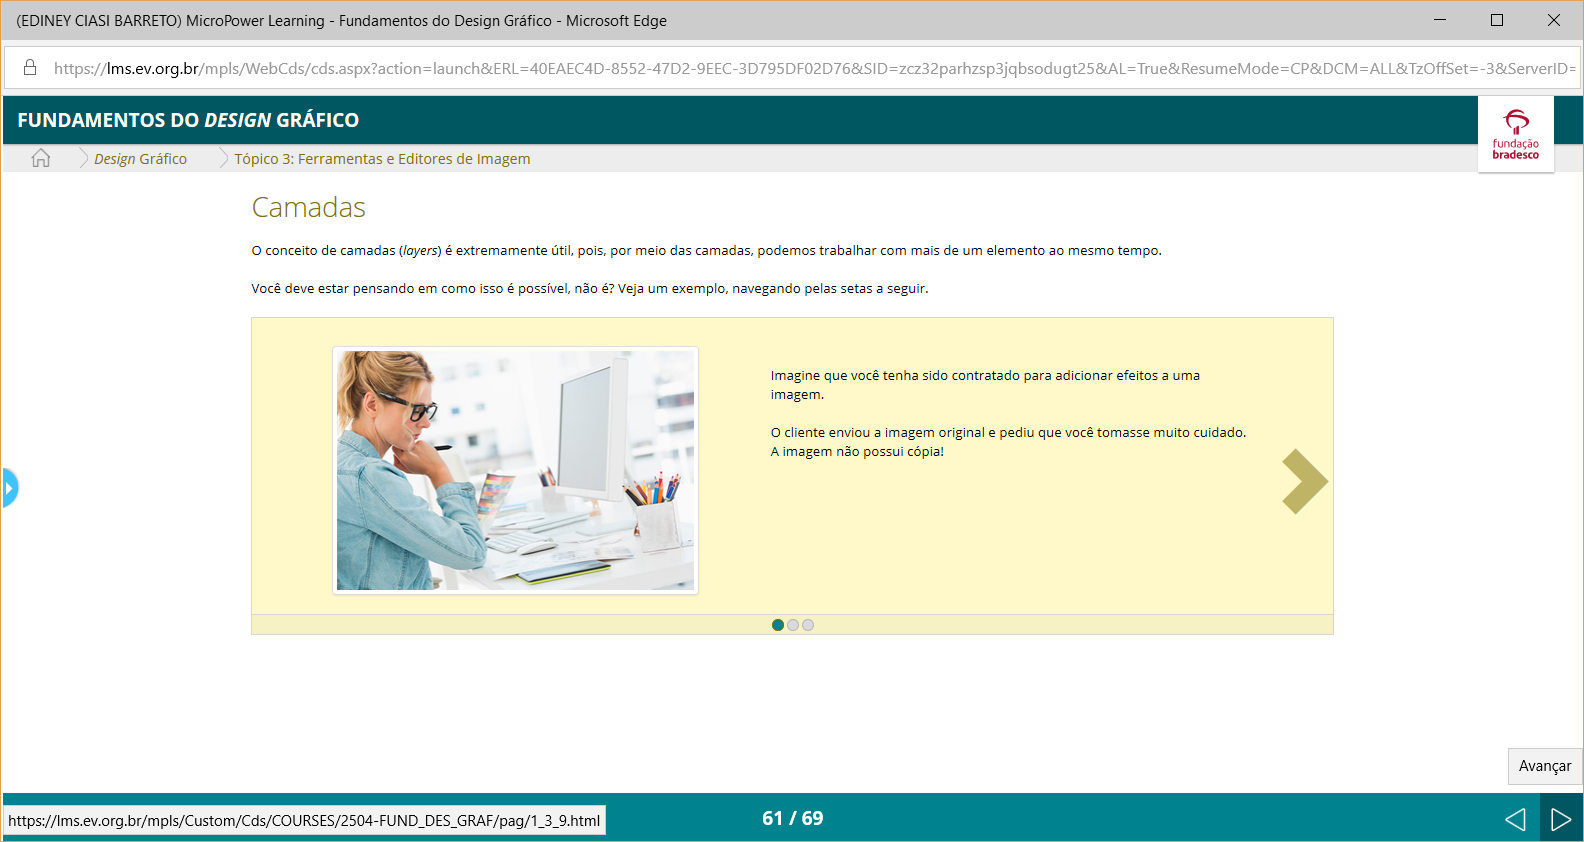 (EDINEY CIASI BARRETO) MicroPower Learning - Fundamentos do Design Gráfico - Microsoft Edge
https://lms.ev.org.br/mpls/WebCds/cds.aspx?action=launch&ERL=40EAEC4D-8552-47D2-9EEC-3D795DF02D76&SID=zcz32parhzsp3jqbsodugt25&AL=True&ResumeMode=CP&DCM=ALL&TzOffSet=-3&ServerID=
FUNDAMENTOS DO DESIGN GRÁFICO
fundação
bradesco
Design Gráfico
Tópico 3: Ferramentas e Editores de Imagem
Camadas
O conceito de camadas (layers) é extremamente útil, pois, por meio das camadas, podemos trabalhar com mais de um elemento ao mesmo tempo.
Você deve estar pensando em como isso é possível, não é? Veja um exemplo, navegando pelas setas a seguir.
Imagine que você tenha sido contratado para adicionar efeitos a uma
imagem.
O cliente enviou a imagem original e pediu que você tomasse muito cuidado.
A imagem não possui cópia!
Avançar
https://lms.ev.org.br/mpls/Custom/Cds/COURSES/2504-FUND_DES_GRAF/pag/1_3_9.html
61 / 69